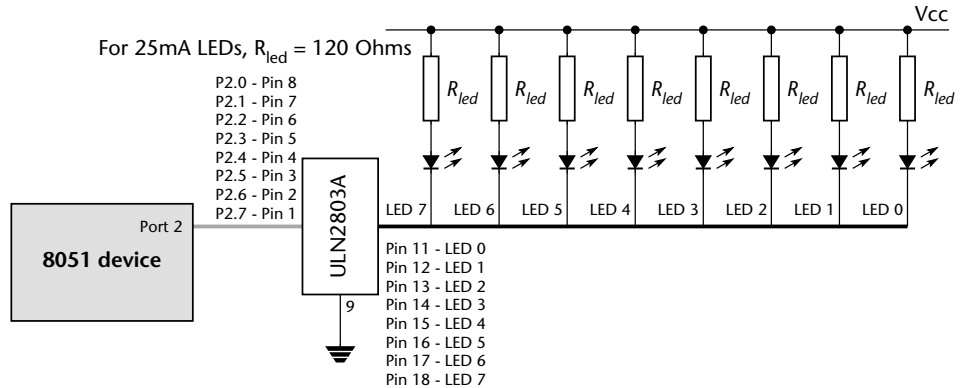 Vcc
For 25mA LEDs, Rled = 120 Ohms
P2.0 - Pin 8
P2.1 - Pin 7
P2.2 - Pin 6
P2.3 - Pin 5
P2.4 - Pin 4
P2.5 - Pin 3
P2.6 - Pin 2
P2.7 - Pin 1
Rled Rled Rled Rled Rled Rled Rled Rled
Port 2
8051 device
ULN2803A
9
LED 7 LED 6 LED 5 LED 4 LED 3 LED 2 LED 1 LED 0
Pin 11 - LED 0
Pin 12 - LED 1
Pin 13 - LED 2
Pin 14 - LED 3
Pin 15 - LED 4
Pin 16 - LED 5
Pin 17 - LED 6
Pin 18 - LED 7